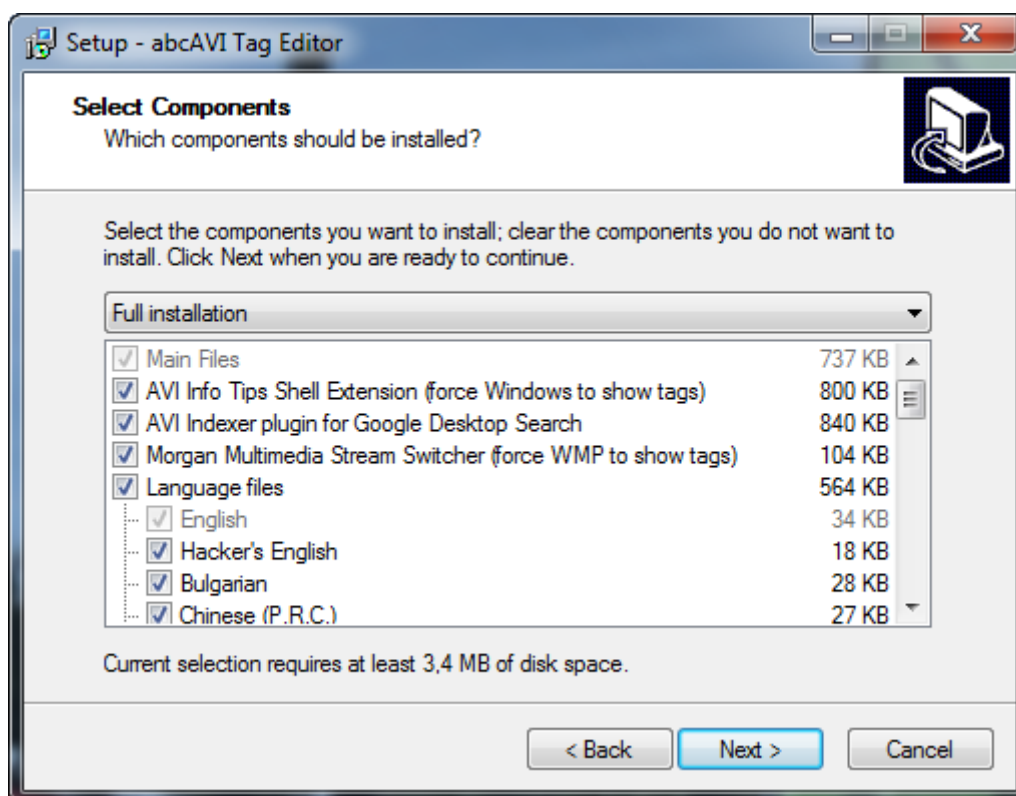 Setup - abcAVI Tag Editor
Select Components
Which components should be installed?
Select the components you want to install; clear the components you do not want to
install. Click Next when you are ready to continue.
Full installation
Main Files 737 KB
AVI Info Tips Shell Extension (force Windows to show tags) 800 KB
AVI Indexer plugin for Google Desktop Search 840 KB
Morgan Multimedia Stream Switcher (force WMP to show tags) 104 KB
Language files 564 KB
English 34 KB
Hacker's English 18 KB
Bulgarian 28 KB
Chinese (P.R.C.) 27 KB
Current selection requires at least 3,4 MB of disk space.
< Back Next > Cancel